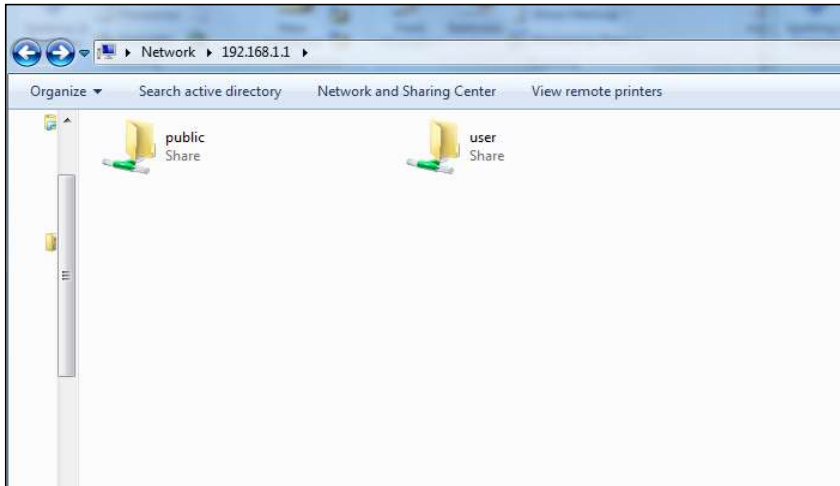 Network 192.168.1.1
Organize Search active directory Network and Sharing Center View remote printers
public
Share
user
Share